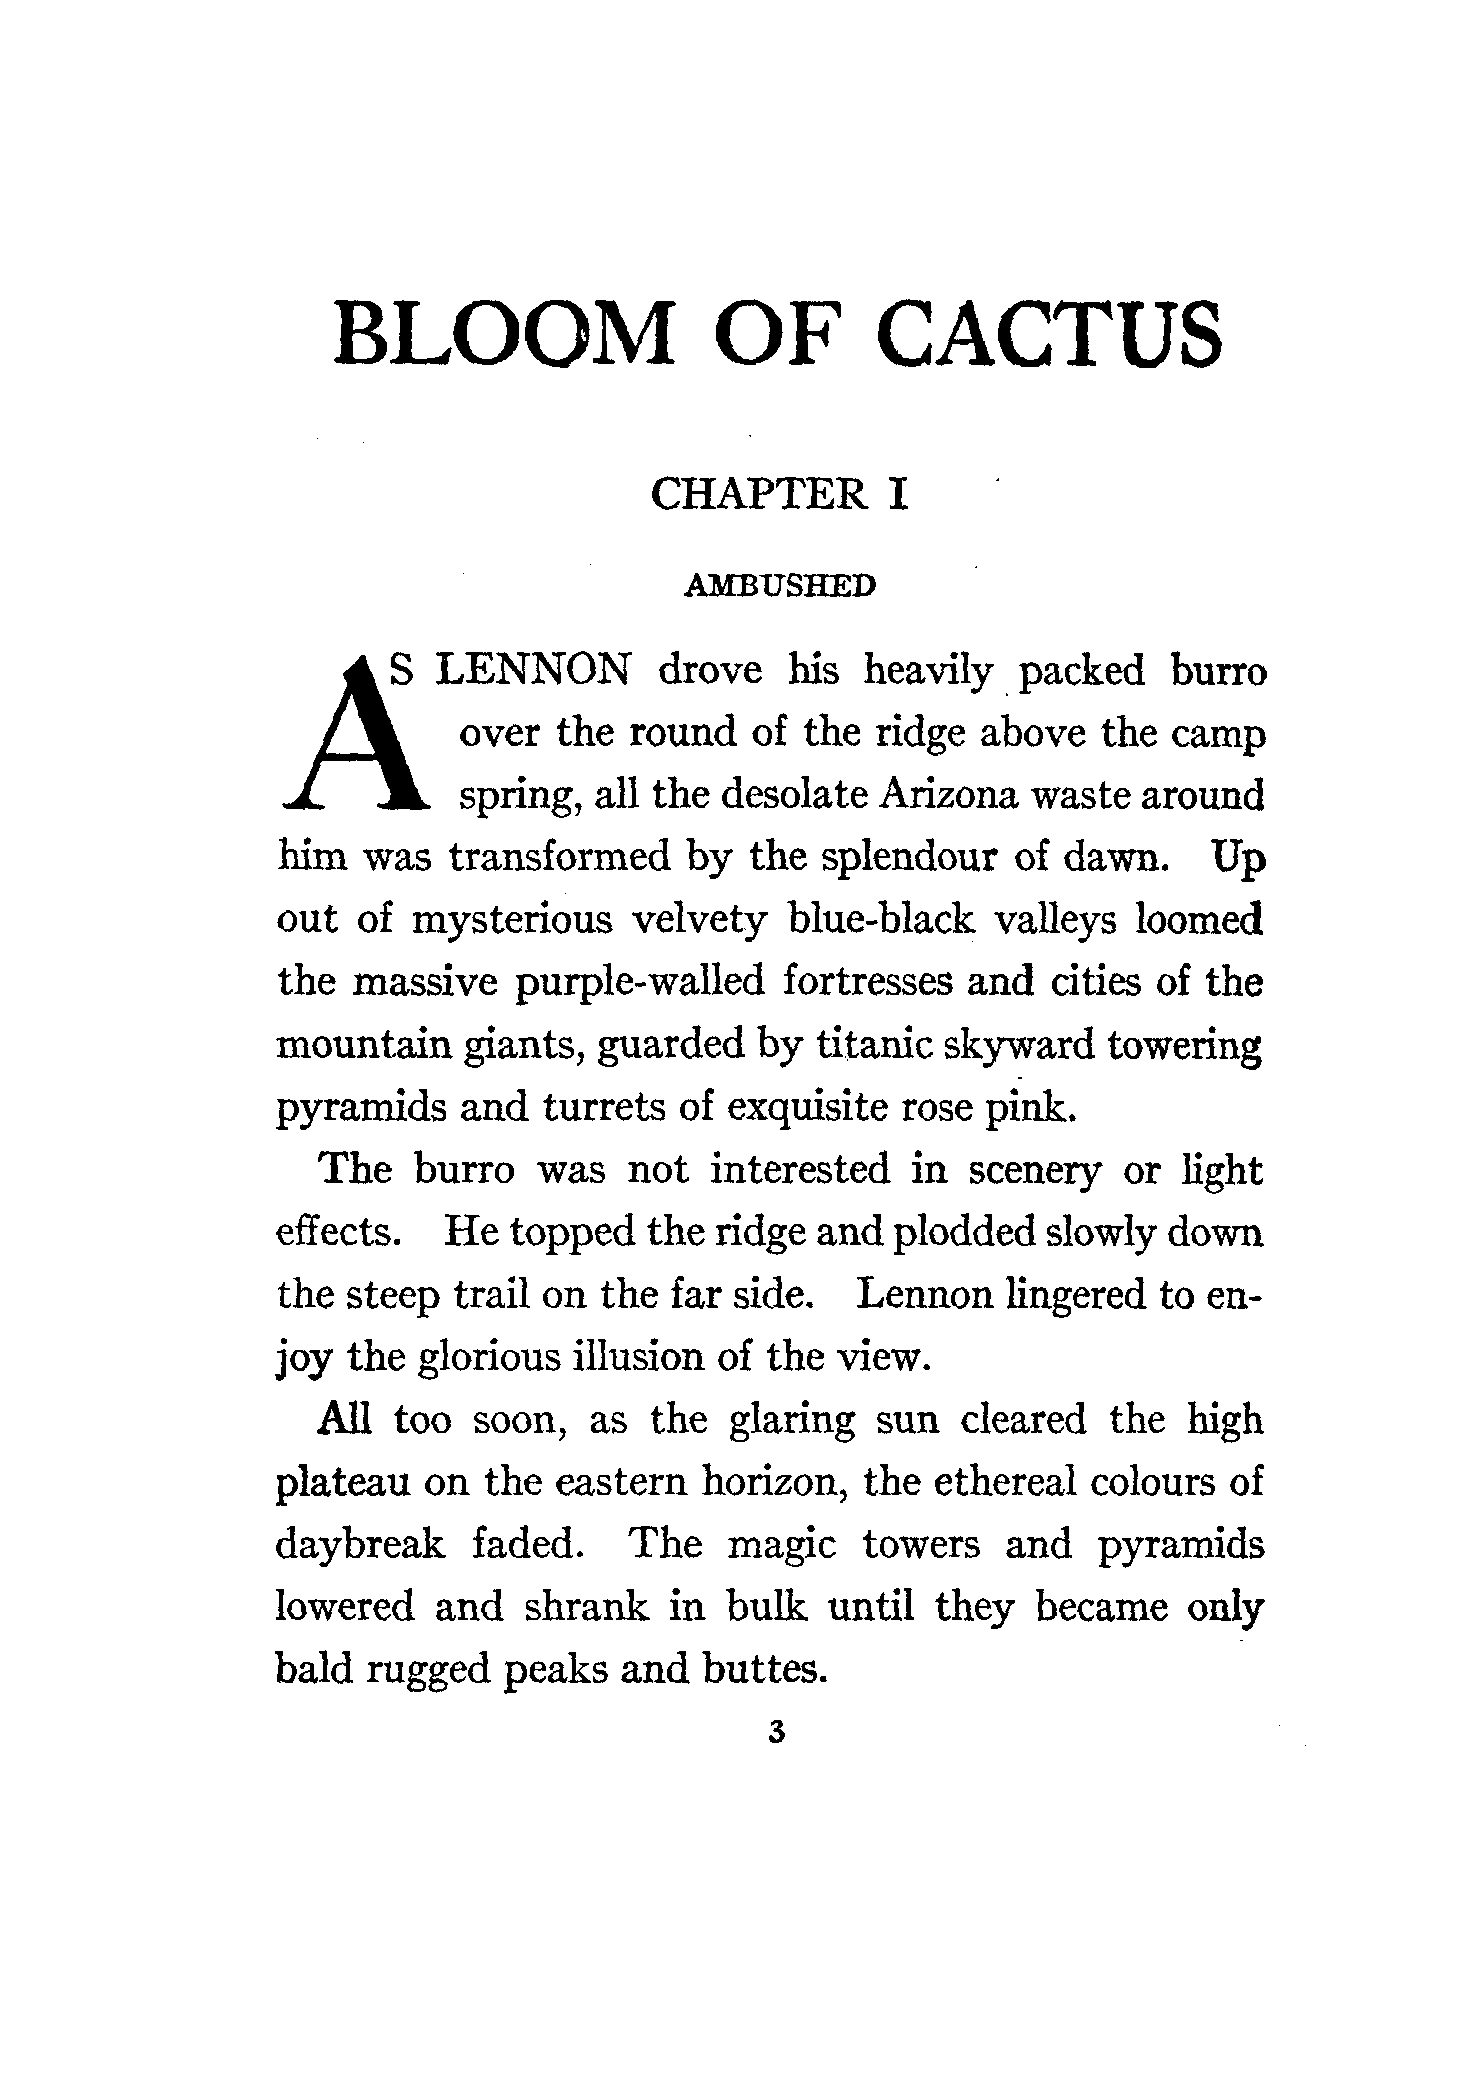 BLOOM OF CACTUS
CHAPTER I
AMBUSHED
AS LENNON drove his heavily packed burro
over the round of the ridge above the camp
spring, all the desolate Arizona waste around
him was transformed by the splendour of dawn. Up
out of mysterious velvety blue-black valleys loomed
the massive purple-walled fortresses and cities of the
mountain giants, guarded by titanic skyward towering
pyramids and turrets of exquisite rose pink.
The burro was not interested in scenery or light
effects. He topped the ridge and plodded slowly down
the steep trail on the far side. Lennon lingered to en-
joy the glorious illusion of the view.
All too soon, as the glaring sun cleared the high
plateau on the eastern horizon, the ethereal colours of
daybreak faded. The magic towers and pyramids
lowered and shrank in bulk until they became only
bald rugged peaks and buttes.
3